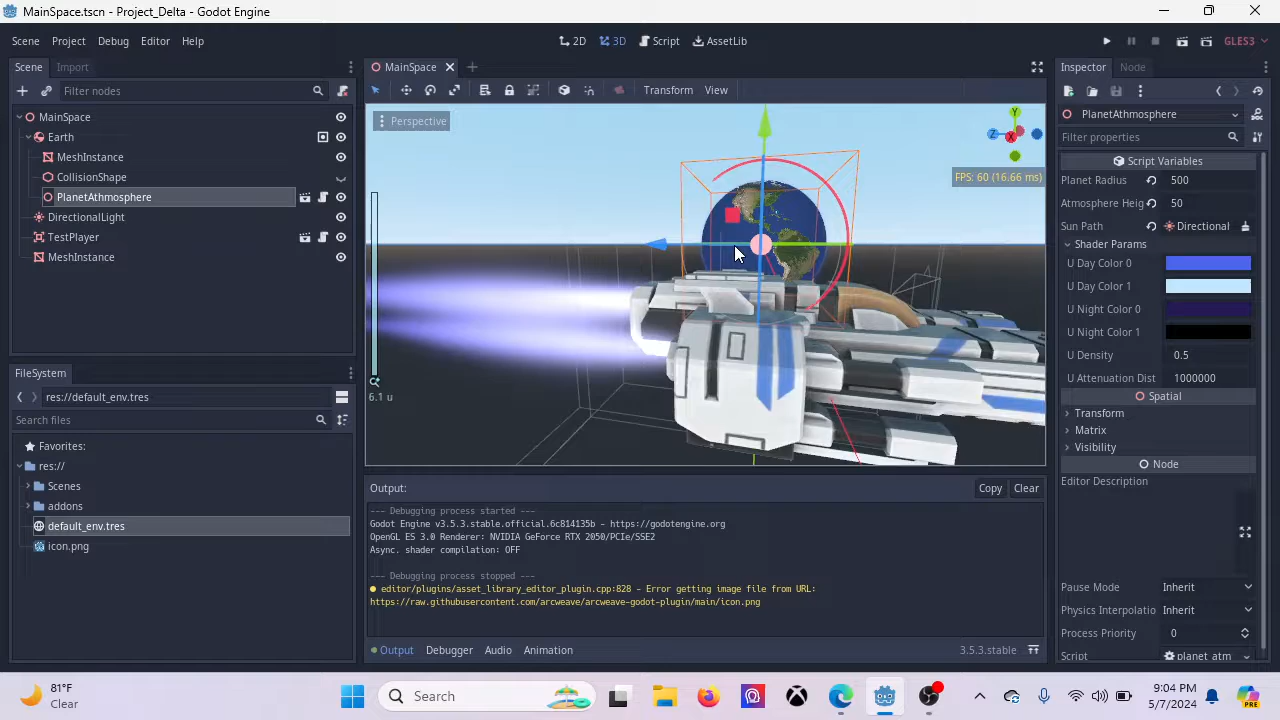 MainSpace.tscn - Project_Delta - Godot Engine
Scene Project Debug Editor Help
2D 3D Script AssetLib
GLES3
Scene Import
MainSpace
Inspector Node
Filter nodes
Transform View
PlanetAthmosphere
Filter properties
MainSpace
Earth
MeshInstance
CollisionShape
PlanetAthmosphere
DirectionalLight
TestPlayer
MeshInstance
Perspective
Y
Z
X
FPS: 60 (16.66 ms)
6.1 u
Script Variables
Planet Radius 500
Atmosphere Heig 50
Sun Path Directional
Shader Params
U Day Color 0
U Day Color 1
U Night Color 0
U Night Color 1
U Density 0.5
U Attenuation Dist 1000000
Spatial
Transform
Matrix
Visibility
Node
Editor Description
Pause Mode Inherit
Physics Interpolatio Inherit
Process Priority 0
Script planet_atm
FileSystem
res://default_env.tres
Search files
Favorites:
res://
Scenes
addons
default_env.tres
icon.png
Output:
Copy Clear
--- Debugging process started ---
Godot Engine v3.5.3.stable.official.6c814135b - https://godotengine.org
OpenGL ES 3.0 Renderer: NVIDIA GeForce RTX 2050/PCIe/SSE2
Async. shader compilation: OFF
--- Debugging process stopped ---
editor/plugins/asset_library_editor_plugin.cpp:828 - Error getting image file from URL:
https://raw.githubusercontent.com/arcweave/arcweave-godot-plugin/main/icon.png
Output Debugger Audio Animation
3.5.3.stable
81°F
Clear
Search
9:04 PM
5/7/2024
PRE